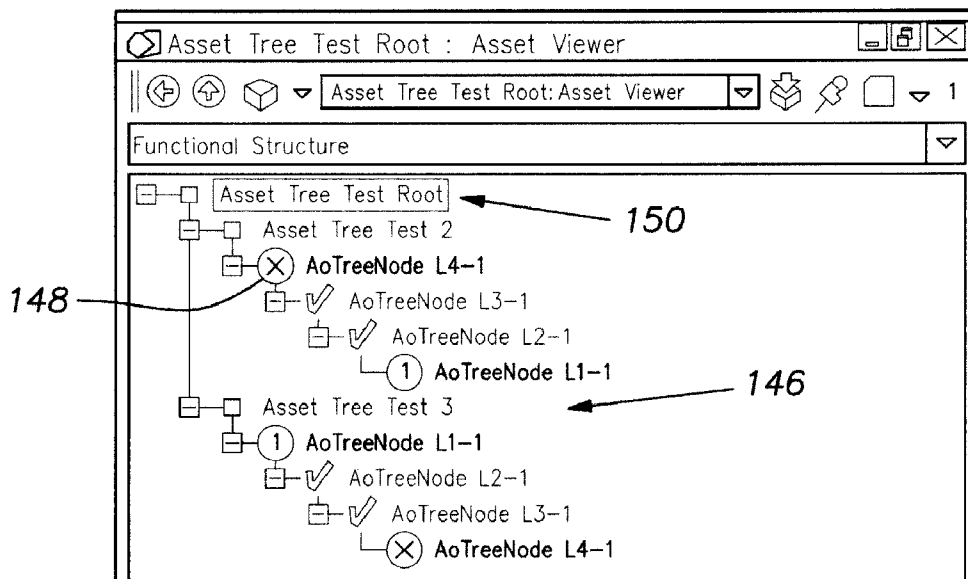 Asset Tree Test Root : Asset Viewer
Asset Tree Test Root:Asset Viewer 1
Functional Structure
Asset Tree Test Root
150
Asset Tree Test 2
AoTreeNode L4-1
148
AoTreeNode L3-1
AoTreeNode L2-1
1 AoTreeNode L1-1
146
Asset Tree Test 3
1 AoTreeNode L1-1
AoTreeNode L2-1
AoTreeNode L3-1
AoTreeNode L4-1